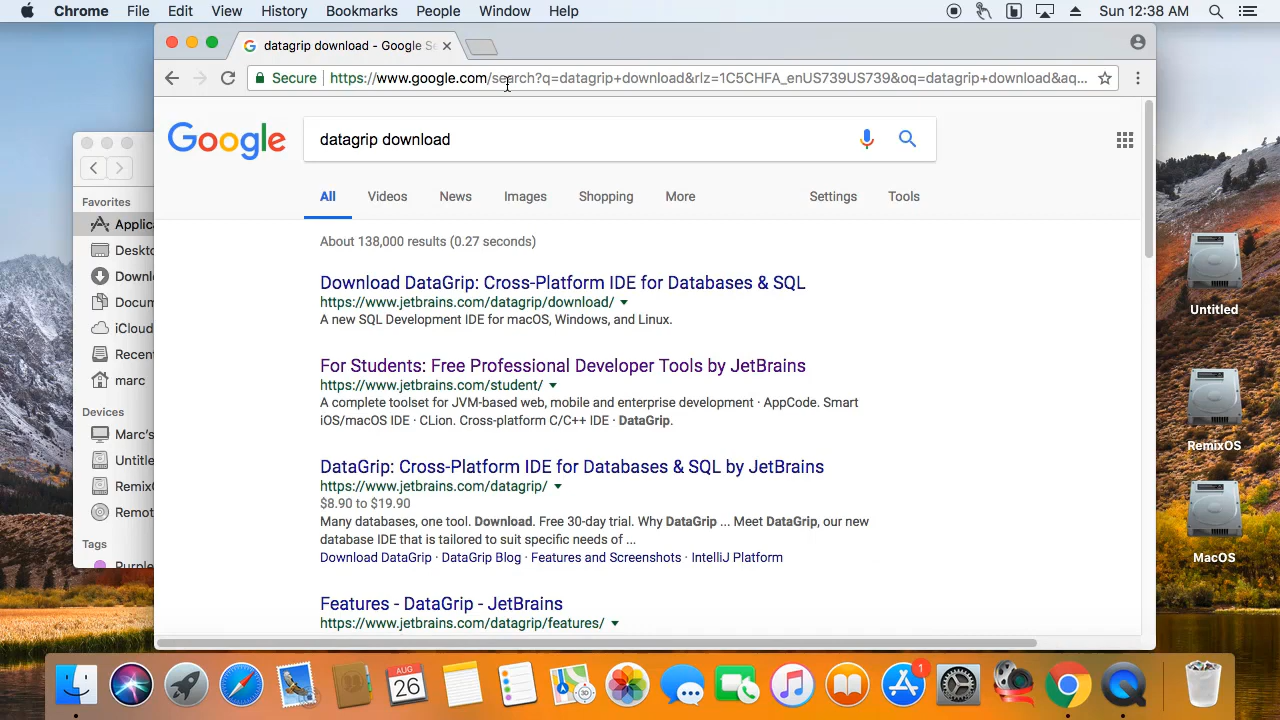 Chrome File Edit View History Bookmarks People Window Help Sun 12:38 AM
datagrip download - Google Se
Secure https://www.google.com/search?q=datagrip+download&rlz=1C5CHFA_enUS739US739&oq=datagrip+download&aq...
Google datagrip download
All Videos News Images Shopping More Settings Tools
About 138,000 results (0.27 seconds)
Download DataGrip: Cross-Platform IDE for Databases & SQL
https://www.jetbrains.com/datagrip/download/
A new SQL Development IDE for macOS, Windows, and Linux.
For Students: Free Professional Developer Tools by JetBrains
https://www.jetbrains.com/student/
A complete toolset for JVM-based web, mobile and enterprise development · AppCode. Smart
iOS/macOS IDE · CLion. Cross-platform C/C++ IDE · DataGrip.
DataGrip: Cross-Platform IDE for Databases & SQL by JetBrains
https://www.jetbrains.com/datagrip/
$8.90 to $19.90
Many databases, one tool. Download. Free 30-day trial. Why DataGrip ... Meet DataGrip, our new
database IDE that is tailored to suit specific needs of ...
Download DataGrip · DataGrip Blog · Features and Screenshots · IntelliJ Platform
Features - DataGrip - JetBrains
https://www.jetbrains.com/datagrip/features/
Favorites
Applica
Deskto
Downl
Docum
iCloud
Recen
marc
Devices
Marc's
Untitle
Remix
Remot
Tags
Purple
Untitled
RemixOS
MacOS
AUG
26
3D
1